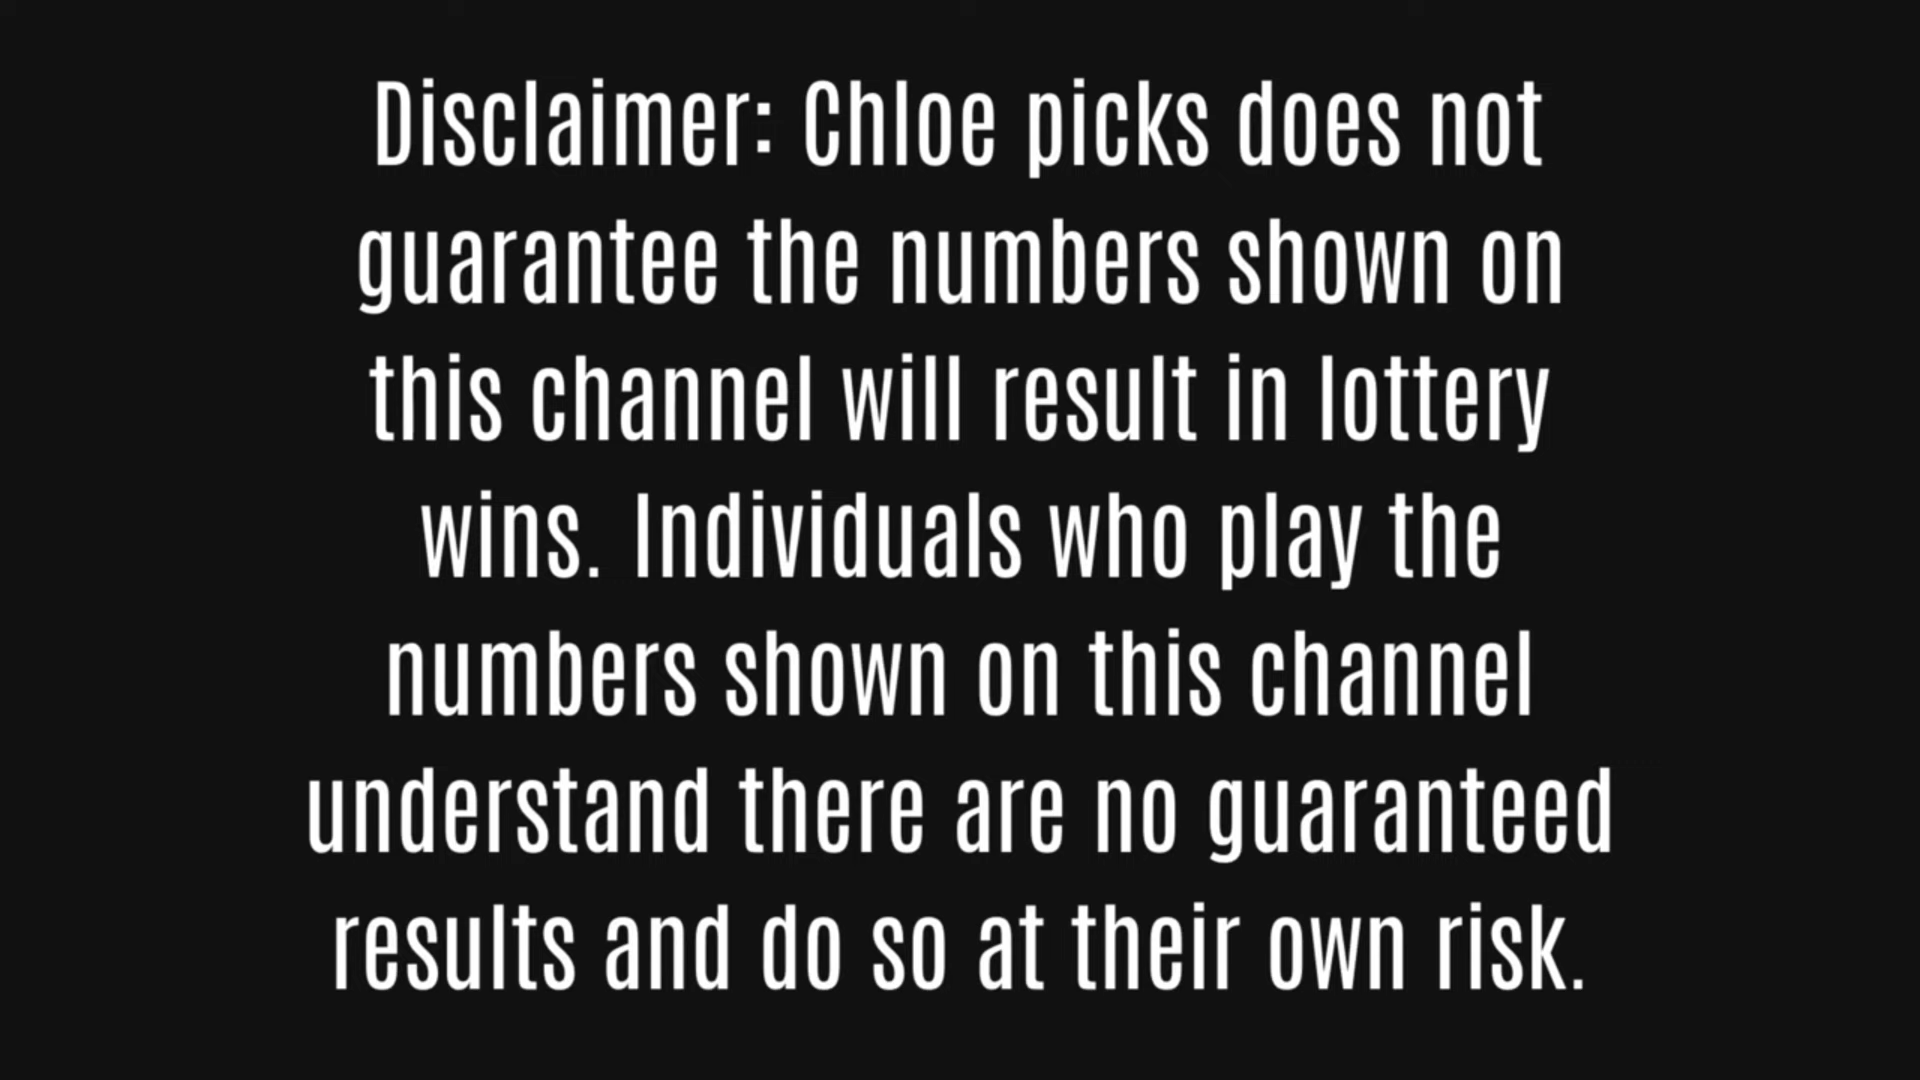 Disclaimer: Chloe picks does not
guarantee the numbers shown on
this channel will result in lottery
wins. Individuals who play the
numbers shown on this channel
understand there are no guaranteed
results and do so at their own risk.